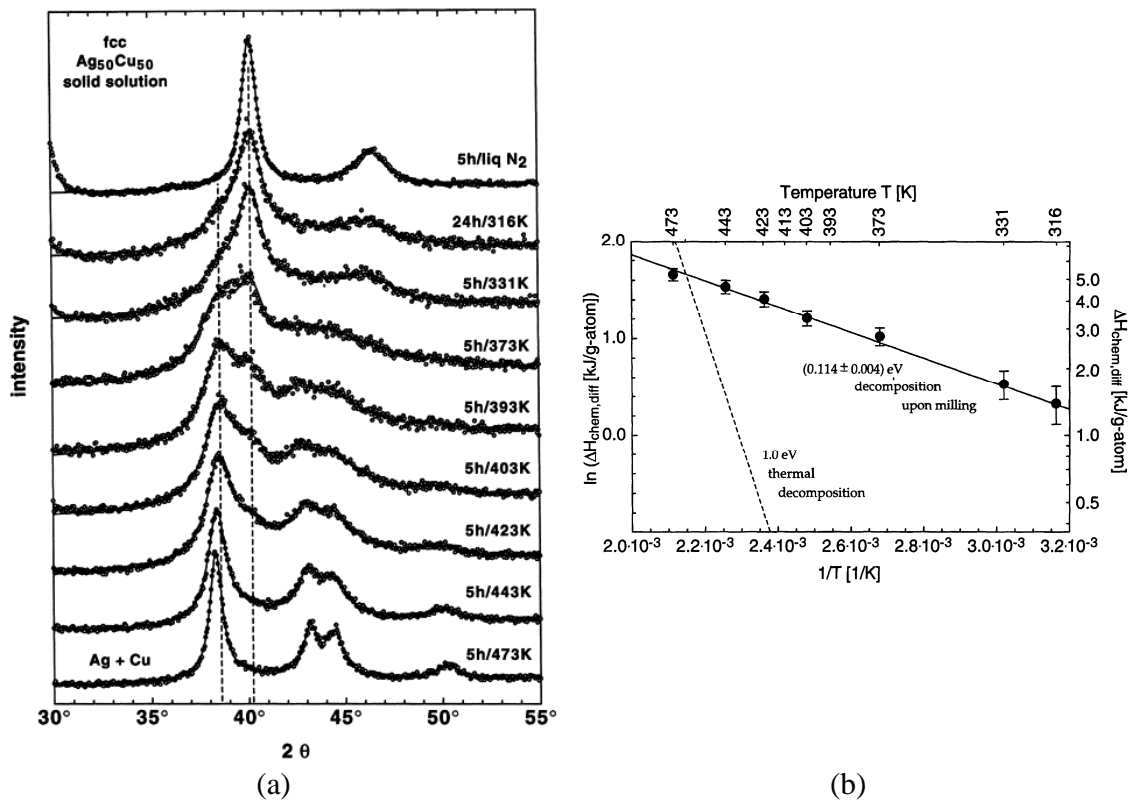 fcc
Ag50Cu50
solid solution
5h/liq N2
24h/316K
5h/331K
5h/373K
5h/393K
5h/403K
5h/423K
5h/443K
5h/473K
Ag + Cu
intensity
30° 35° 40° 45° 50° 55°
2 θ
(a)
Temperature T [K]
473 443 423 413 403 393 373 331 316
2.0
1.0
0.0
ln (ΔHchem,diff [kJ/g-atom])
5.0
4.0
3.0
2.0
1.0
0.5
ΔHchem,diff [kJ/g-atom]
(0.114 ± 0.004) eV
decomposition
upon milling
1.0 eV
thermal
decomposition
2.0·10-3 2.2·10-3 2.4·10-3 2.6·10-3 2.8·10-3 3.0·10-3 3.2·10-3
1/T [1/K]
(b)